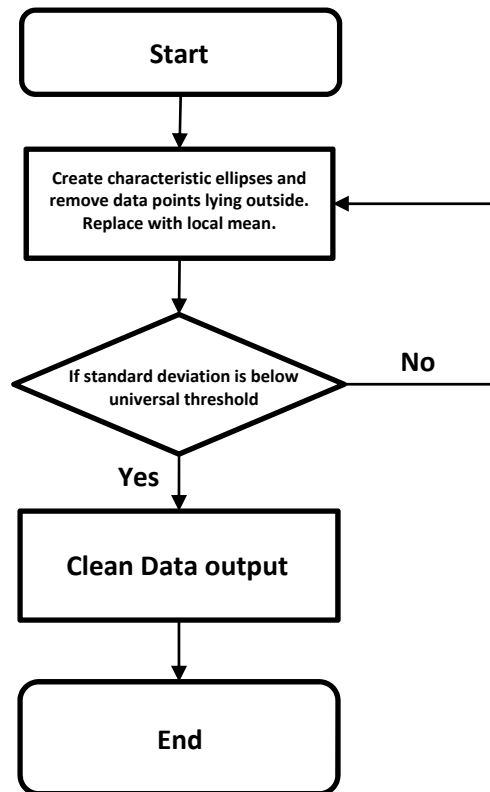 Start
Create characteristic ellipses and
remove data points lying outside.
Replace with local mean.
If standard deviation is below
universal threshold
No
Yes
Clean Data output
End